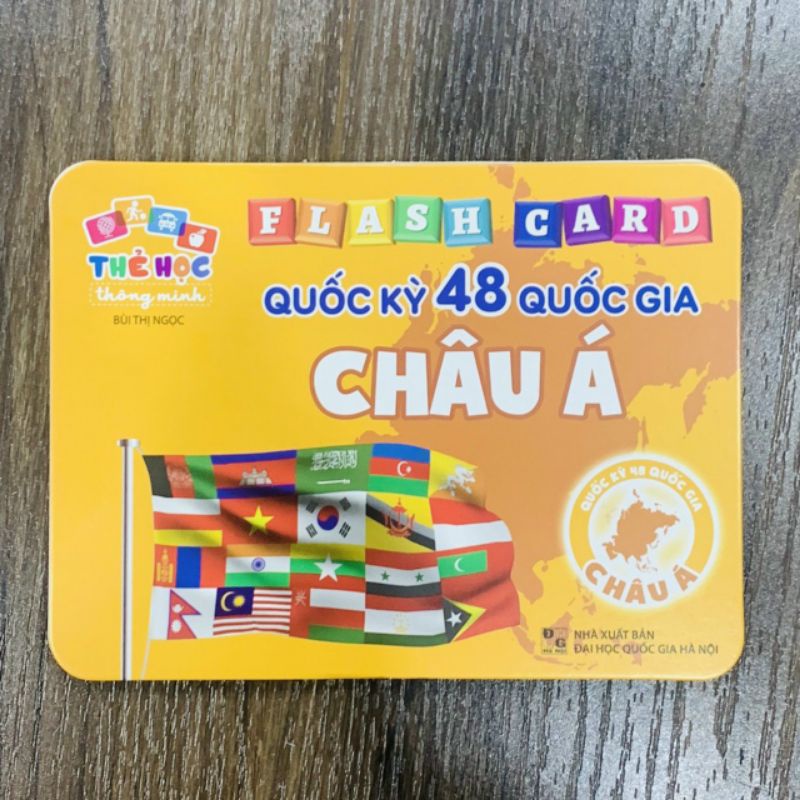 FLASH CARD
THẺ HỌC
thông minh
BÙI THỊ NGỌC
QUỐC KỲ 48 QUỐC GIA
CHÂU Á
QUỐC KỲ 48 QUỐC GIA
CHÂU Á
NHÀ XUẤT BẢN
ĐẠI HỌC QUỐC GIA HÀ NỘI